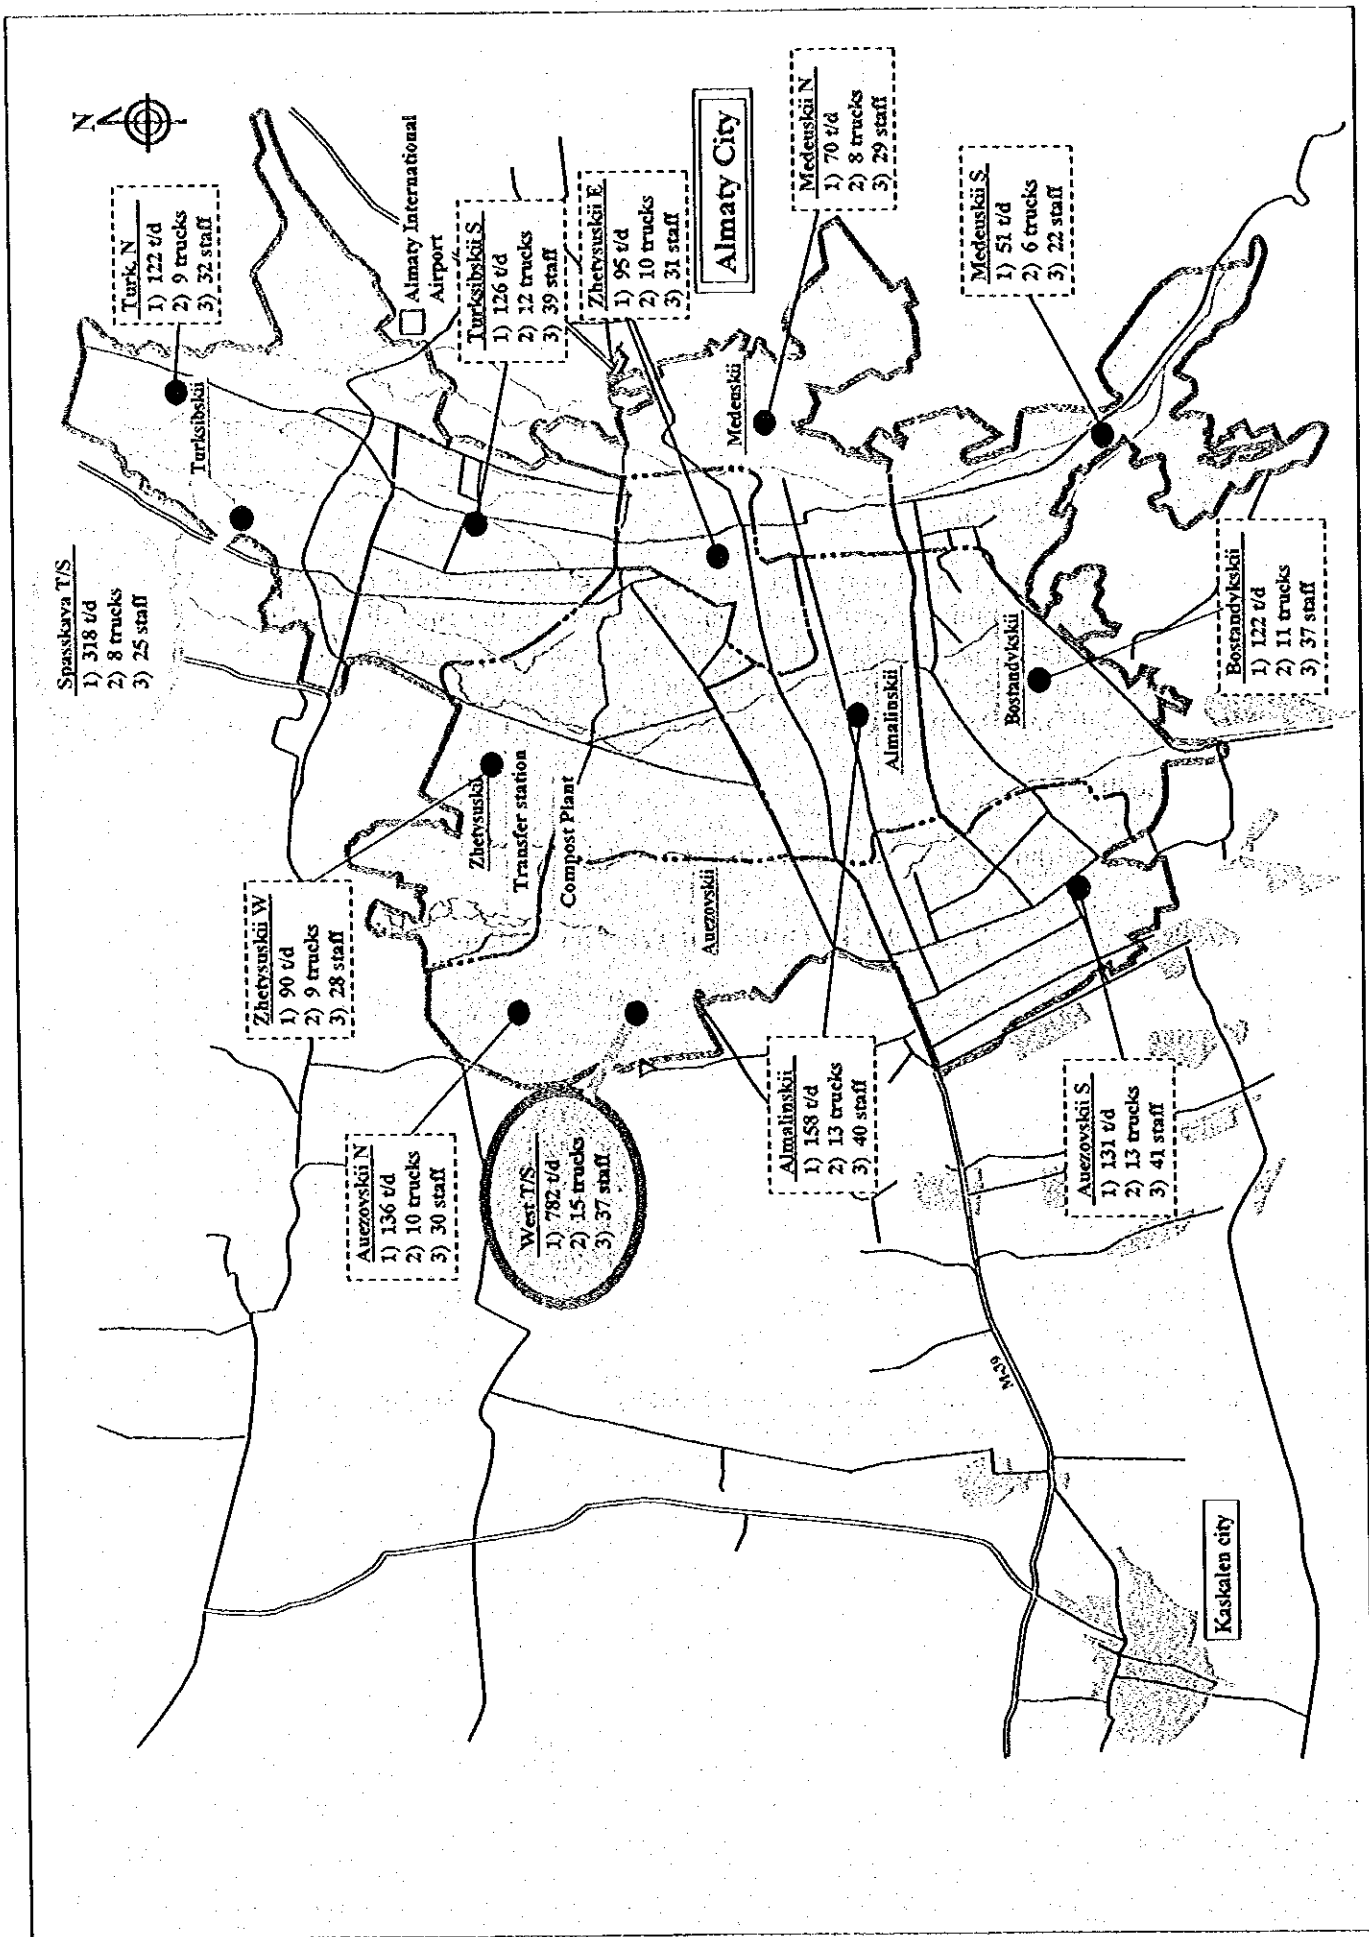 N
Turk. N
1) 122 t/d
2) 9 trucks
3) 32 staff
Spasskaya T/S
1) 318 t/d
2) 8 trucks
3) 25 staff
Turksibskii
Almaty International
Airport
Turksibskii S
1) 126 t/d
2) 12 trucks
3) 39 staff
Zhetysuskii E
1) 95 t/d
2) 10 trucks
3) 31 staff
Almaty City
Medeuskii N
1) 70 t/d
2) 8 trucks
3) 29 staff
Medeuskii S
1) 51 t/d
2) 6 trucks
3) 22 staff
Medeuskii
Zhetysuskii W
1) 90 t/d
2) 9 trucks
3) 28 staff
Zhetysuskii
Transfer station
Compost Plant
Auezovskii
Almalinskii
Bostandykskii
Bostandykskii
1) 122 t/d
2) 11 trucks
3) 37 staff
Auezovskii N
1) 136 t/d
2) 10 trucks
3) 30 staff
West T/S
1) 782 t/d
2) 15 trucks
3) 37 staff
Almalinskii
1) 158 t/d
2) 13 trucks
3) 40 staff
Auezovskii S
1) 131 t/d
2) 13 trucks
3) 41 staff
M-39
Kaskalen city